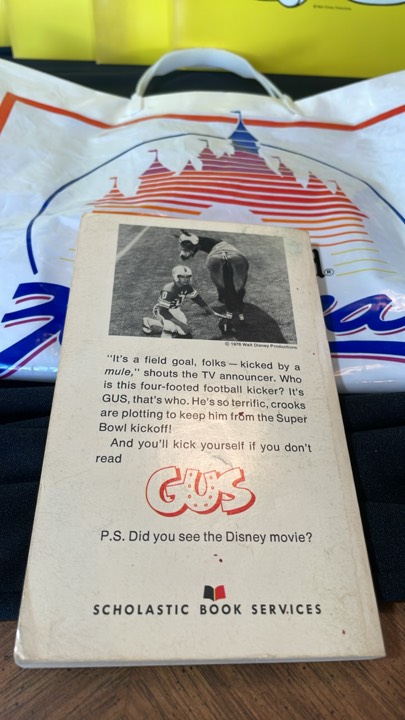 © 1976 Walt Disney Productions
"It's a field goal, folks — kicked by a
mule," shouts the TV announcer. Who
is this four-footed football kicker? It's
GUS, that's who. He's so terrific, crooks
are plotting to keep him from the Super
Bowl kickoff!
And you'll kick yourself if you don't
read
GUS
P.S. Did you see the Disney movie?
SCHOLASTIC BOOK SERVICES